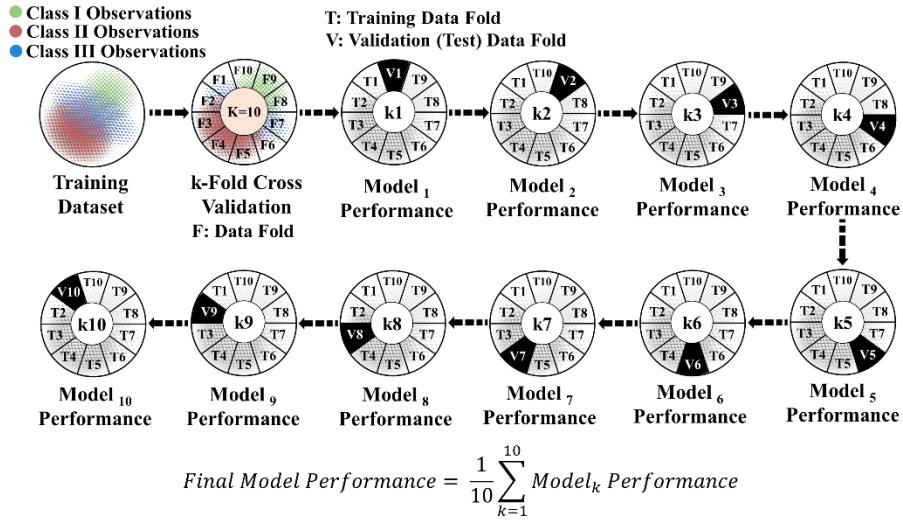 Class I Observations
Class II Observations
Class III Observations
T: Training Data Fold
V: Validation (Test) Data Fold
F10
F1 F9
F2 F8
K=10
F3 F7
F4 F6
F5
V1
T1 T9
T2 T8
k1
T3 T7
T4 T6
T5
T10
T1 V2
T2 T8
k2
T3 T7
T4 T6
T5
T10
T1 T9
T2 V3
k3
T3 T7
T4 T6
T5
T10
T1 T9
T2 T8
k4
T3 V4
T4 T6
T5
Training
Dataset
k-Fold Cross
Validation
F: Data Fold
Model 1
Performance
Model 2
Performance
Model 3
Performance
Model 4
Performance
T10
V10 T9
T2 T8
k10
T3 T7
T4 T6
T5
T10
T1 T9
V9 T8
k9
T3 T7
T4 T6
T5
T10
T1 T9
T2 T8
k8
V8 T7
T4 T6
T5
T10
T1 T9
T2 T8
k7
T3 T7
V7 T6
T5
T10
T1 T9
T2 T8
k6
T3 T7
T4 T6
V6
T10
T1 T9
T2 T8
k5
T3 T7
T4 V5
T5
Model 10
Performance
Model 9
Performance
Model 8
Performance
Model 7
Performance
Model 6
Performance
Model 5
Performance
Final Model Performance = 1/10 ∑ k=1 10 Model k Performance